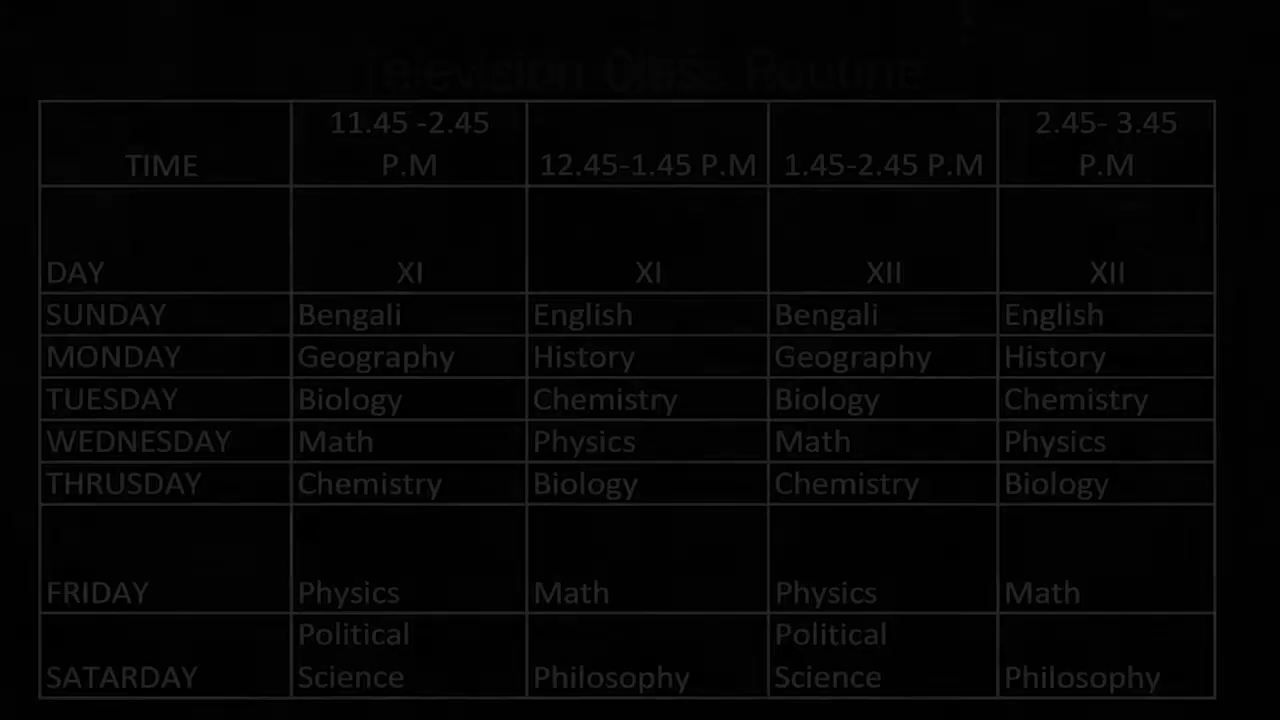 Television Class Routine
TIME 11.45 -2.45 P.M 12.45-1.45 P.M 1.45-2.45 P.M 2.45- 3.45 P.M
DAY XI XI XII XII
SUNDAY Bengali English Bengali English
MONDAY Geography History Geography History
TUESDAY Biology Chemistry Biology Chemistry
WEDNESDAY Math Physics Math Physics
THRUSDAY Chemistry Biology Chemistry Biology
FRIDAY Physics Math Physics Math
SATARDAY Political Science Philosophy Political Science Philosophy